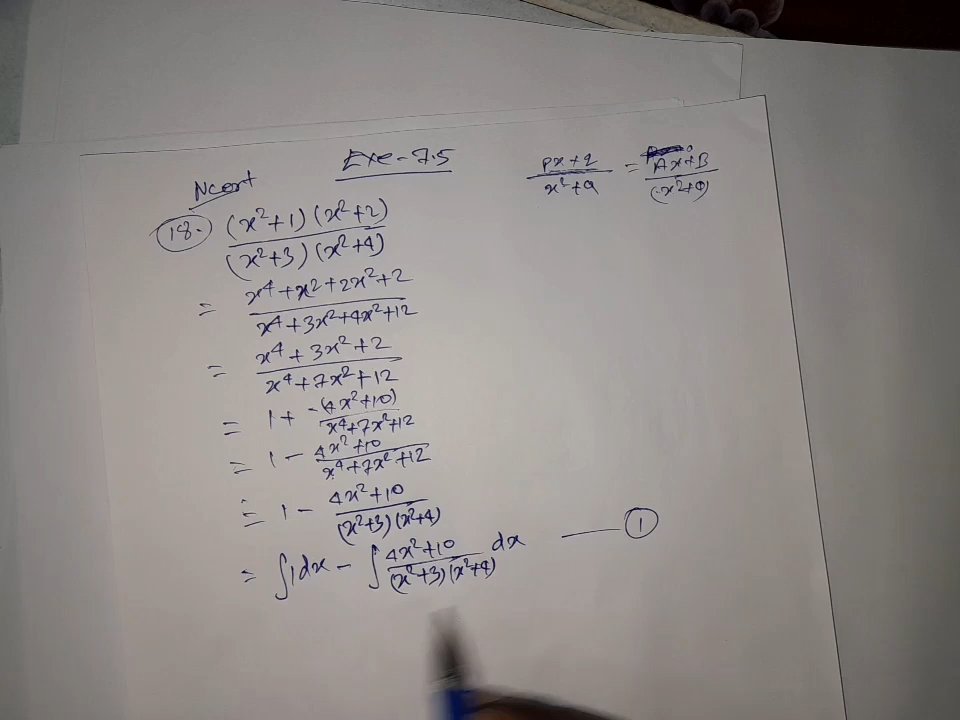 Exe-7.5
Ncert
px+q/x²+a = Ax+B/(x²+a)
18. (x²+1)(x²+2)/(x²+3)(x²+4)
= x⁴+x²+2x²+2/x⁴+3x²+4x²+12
= x⁴+3x²+2/x⁴+7x²+12
= 1+ -(4x²+10)/x⁴+7x²+12
= 1 - 4x²+10/x⁴+7x²+12
= 1 - 4x²+10/(x²+3)(x²+4)
= ∫1dx - ∫4x²+10/(x²+3)(x²+4) dx — 1